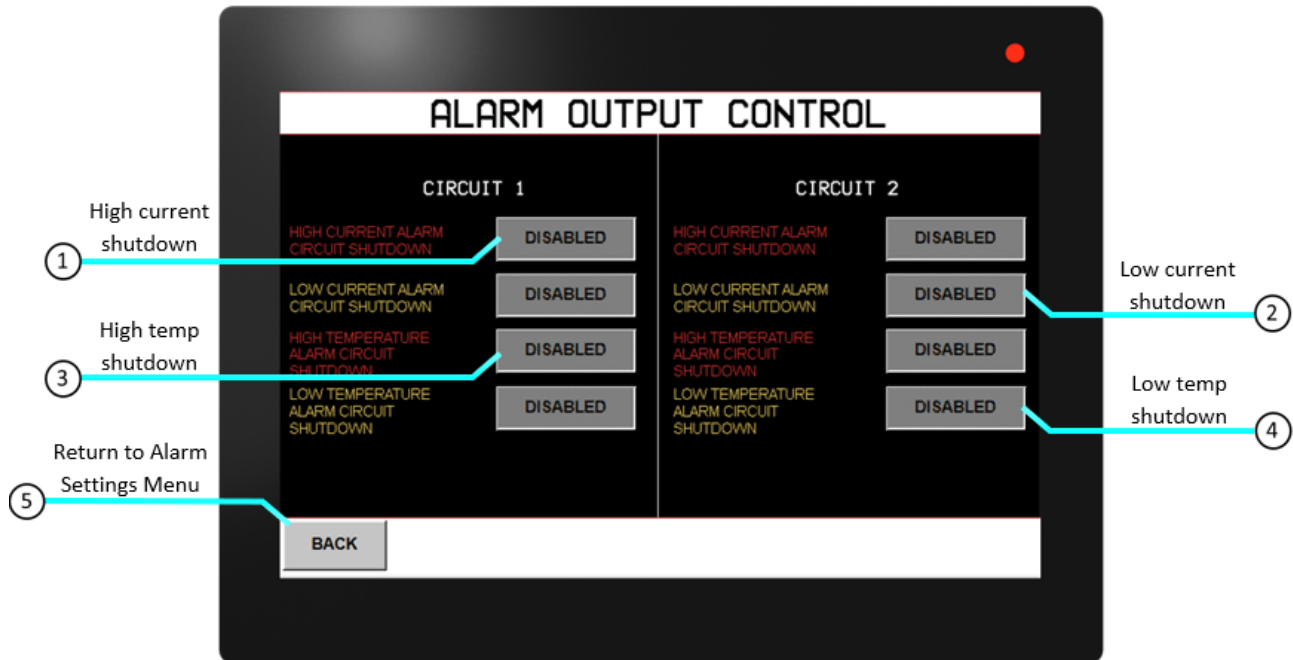 ALARM OUTPUT CONTROL
CIRCUIT 1
HIGH CURRENT ALARM
CIRCUIT SHUTDOWN
DISABLED
LOW CURRENT ALARM
CIRCUIT SHUTDOWN
DISABLED
HIGH TEMPERATURE
ALARM CIRCUIT
SHUTDOWN
DISABLED
LOW TEMPERATURE
ALARM CIRCUIT
SHUTDOWN
DISABLED
CIRCUIT 2
HIGH CURRENT ALARM
CIRCUIT SHUTDOWN
DISABLED
LOW CURRENT ALARM
CIRCUIT SHUTDOWN
DISABLED
HIGH TEMPERATURE
ALARM CIRCUIT
SHUTDOWN
DISABLED
LOW TEMPERATURE
ALARM CIRCUIT
SHUTDOWN
DISABLED
BACK
High current
shutdown
1
High temp
shutdown
3
Return to Alarm
Settings Menu
5
Low current
shutdown
2
Low temp
shutdown
4